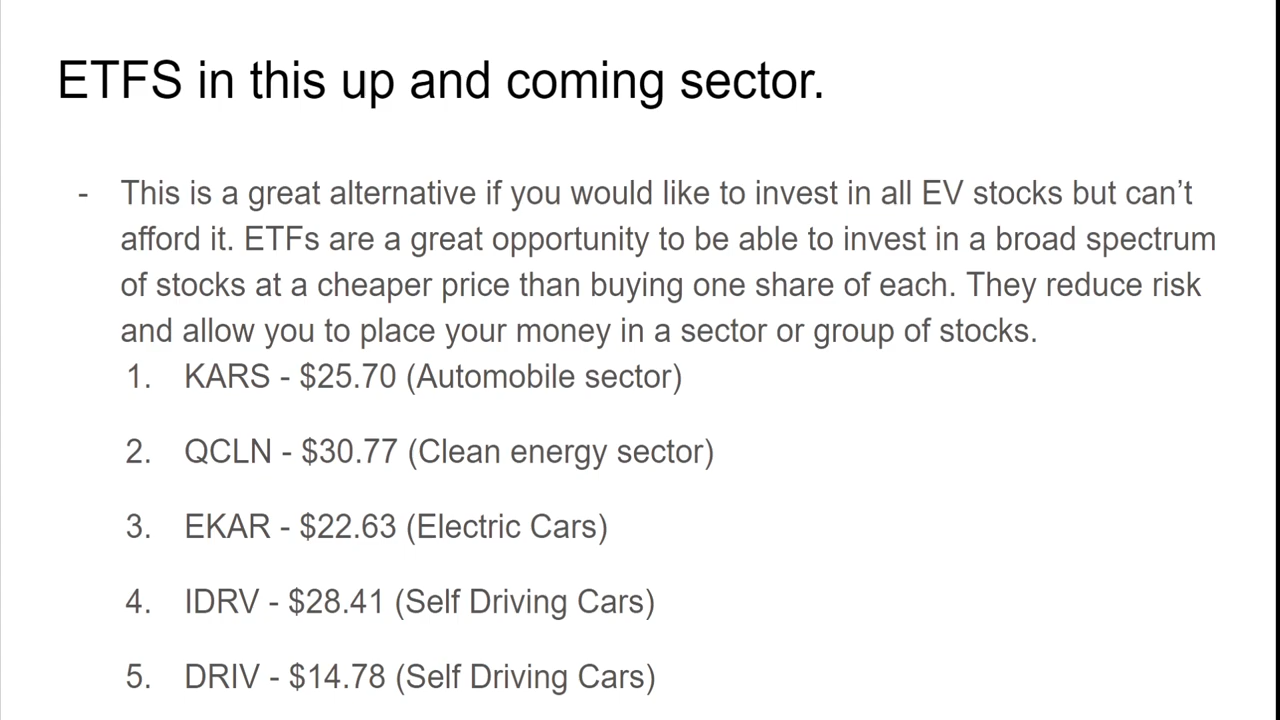 ETFS in this up and coming sector.
- This is a great alternative if you would like to invest in all EV stocks but can’t
afford it. ETFs are a great opportunity to be able to invest in a broad spectrum
of stocks at a cheaper price than buying one share of each. They reduce risk
and allow you to place your money in a sector or group of stocks.
1. KARS - $25.70 (Automobile sector)
2. QCLN - $30.77 (Clean energy sector)
3. EKAR - $22.63 (Electric Cars)
4. IDRV - $28.41 (Self Driving Cars)
5. DRIV - $14.78 (Self Driving Cars)